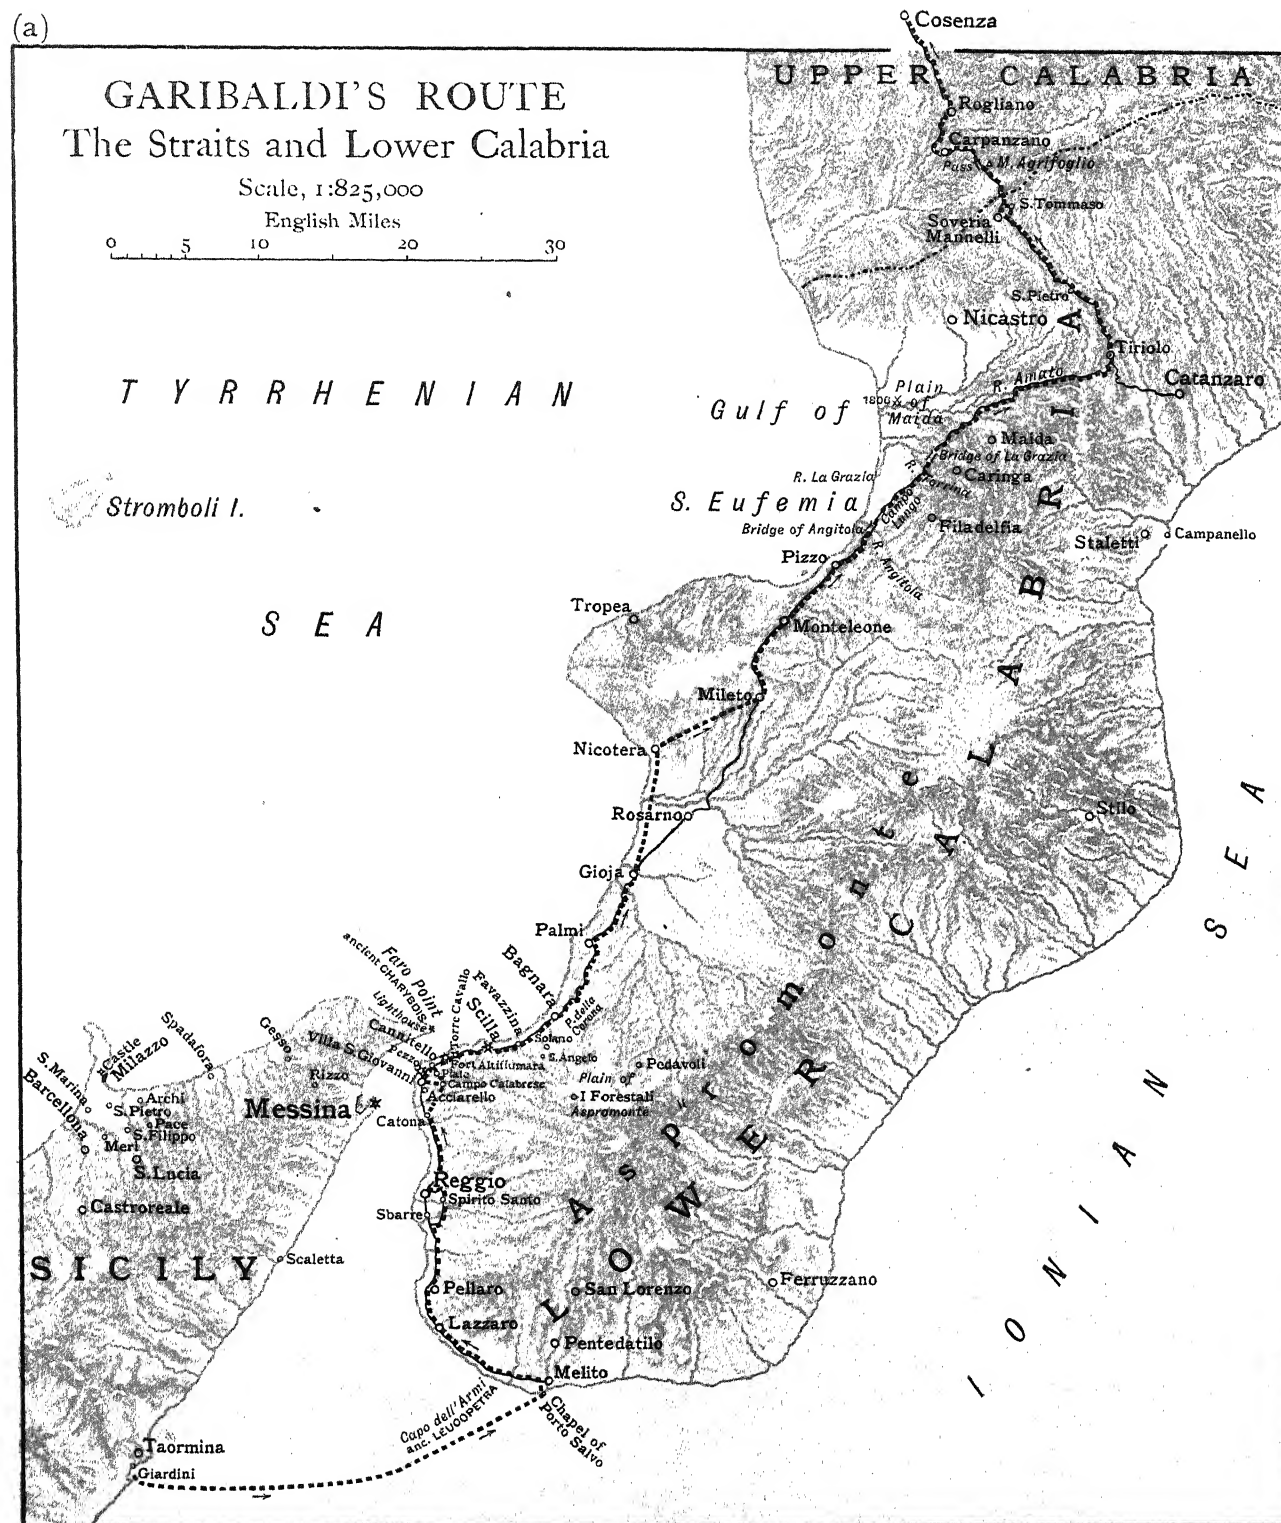 (a)
GARIBALDI'S ROUTE
The Straits and Lower Calabria
Scale, 1:825,000
English Miles
0 5 10 20 30
Cosenza
UPPER CALABRIA
Rogliano
Carpanzano
Pass
M. Agrifoglio
S. Tommaso
Soveria
Mannelli
S. Pietro
Nicastro
Tiriolo
Catanzaro
R. Amato
Plain
of
Maida
1806 X
TYRRHENIAN
SEA
Gulf of
S. Eufemia
Maida
Bridge of La Grazia
Caringa
R. La Grazia
Campo
Lungo
Filadelfia
Bridge of Angitola
R. Angitola
Staletti
Campanello
Stromboli I.
Pizzo
Tropea
Monteleone
Mileto
Nicotera
Rosarno
Stilo
Gioja
Palmi
Bagnara
Favazzina
Scilla
Torre Cavallo
Faro Point
ancient CHARYBDIS
Lighthouse
Cannitello
Pezzo
Villa S. Giovanni
P. della
Corona
Solano
S. Angelo
Fort Altifiumara
Piale
Campo Calabrese
Acciarello
Catona
Pedavoli
Plain of
I Forestali
Aspromonte
Gesso
Spadafora
Rizzo
Messina
Castle
Milazzo
S. Marina
Barcellona
Archi
S. Pietro
Pace
S. Filippo
Meri
S. Lucia
Castroreale
SICILY
Scaletta
Reggio
Spirito Santo
Sbarre
Pellaro
Lazzaro
San Lorenzo
Pentedatilo
Melito
Ferruzzano
Capo dell'Armi
anc. LEUCOPETRA
Chapel of
Porto Salvo
Taormina
Giardini
Aspromonte
LOWER CALABRIA
IONIAN SEA